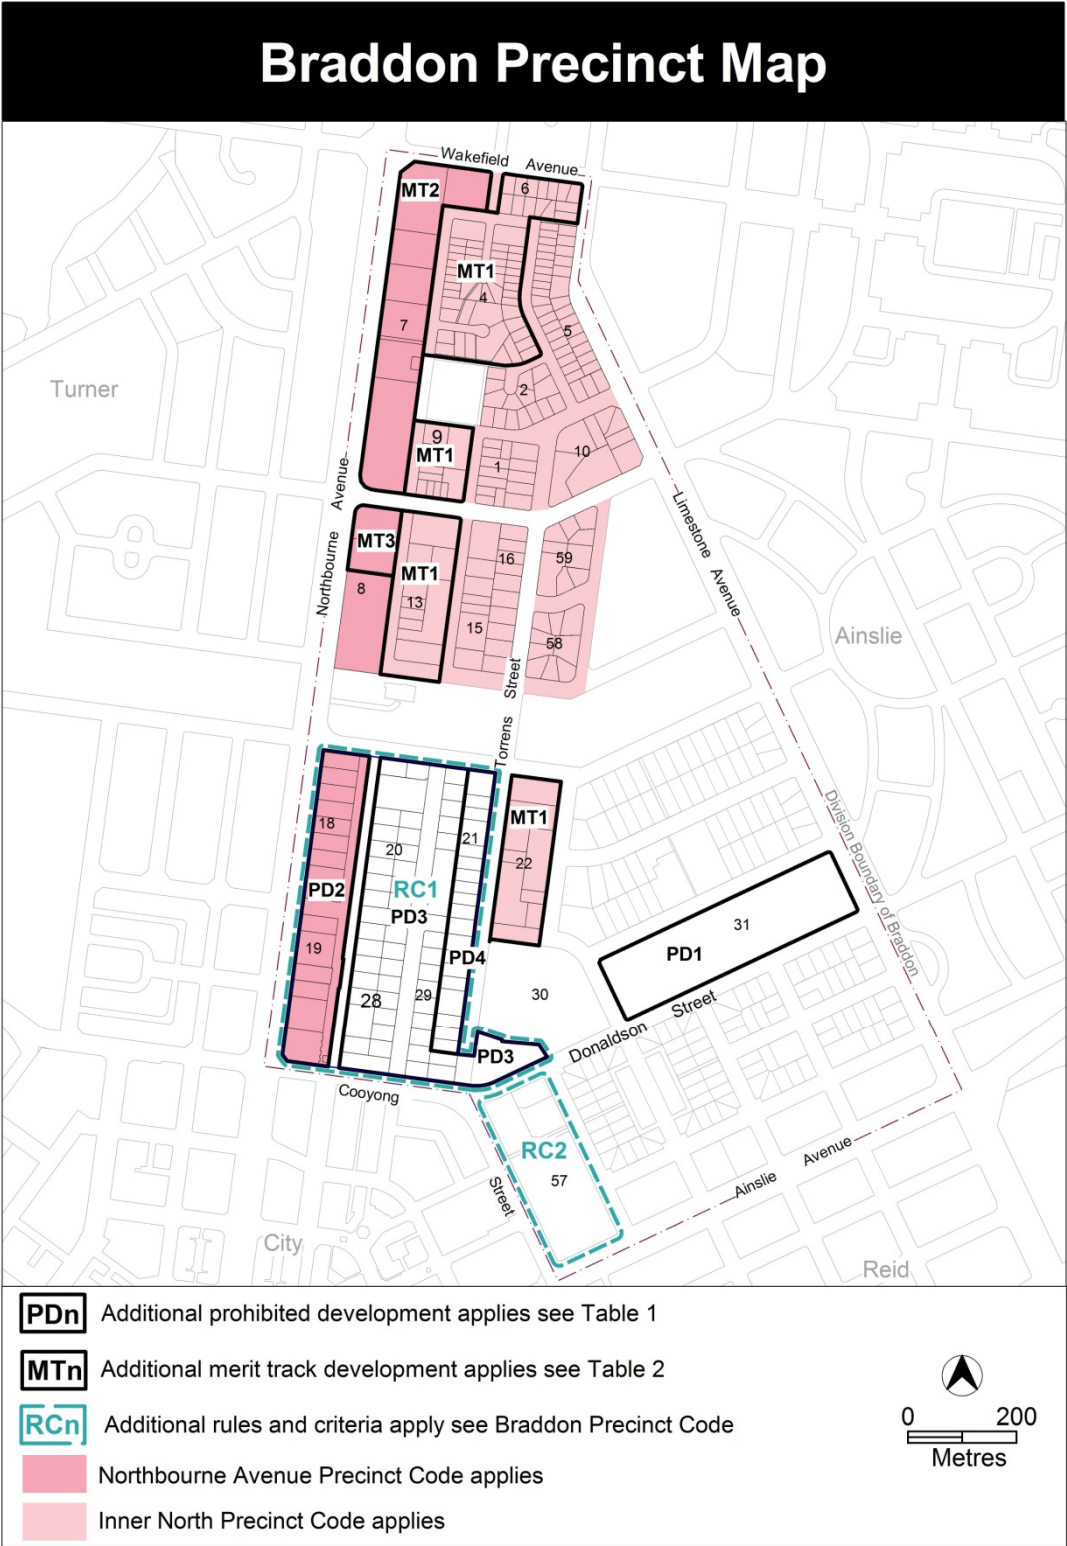 Braddon Precinct Map
Wakefield Avenue
MT2
6
MT1
4
7
5
Turner
2
9
MT1
1
10
Northbourne Avenue
Limestone Avenue
MT3
16
59
MT1
8
13
15
58
Ainslie
Torrens Street
18
MT1
21
20
22
RC1
PD2
PD3
Division Boundary of Braddon
31
19
PD1
PD4
28
29
30
Donaldson Street
PD3
Cooyong Street
RC2
57
Ainslie Avenue
City
Reid
PDn Additional prohibited development applies see Table 1
MTn Additional merit track development applies see Table 2
RCn Additional rules and criteria apply see Braddon Precinct Code
0 200
Metres
Northbourne Avenue Precinct Code applies
Inner North Precinct Code applies